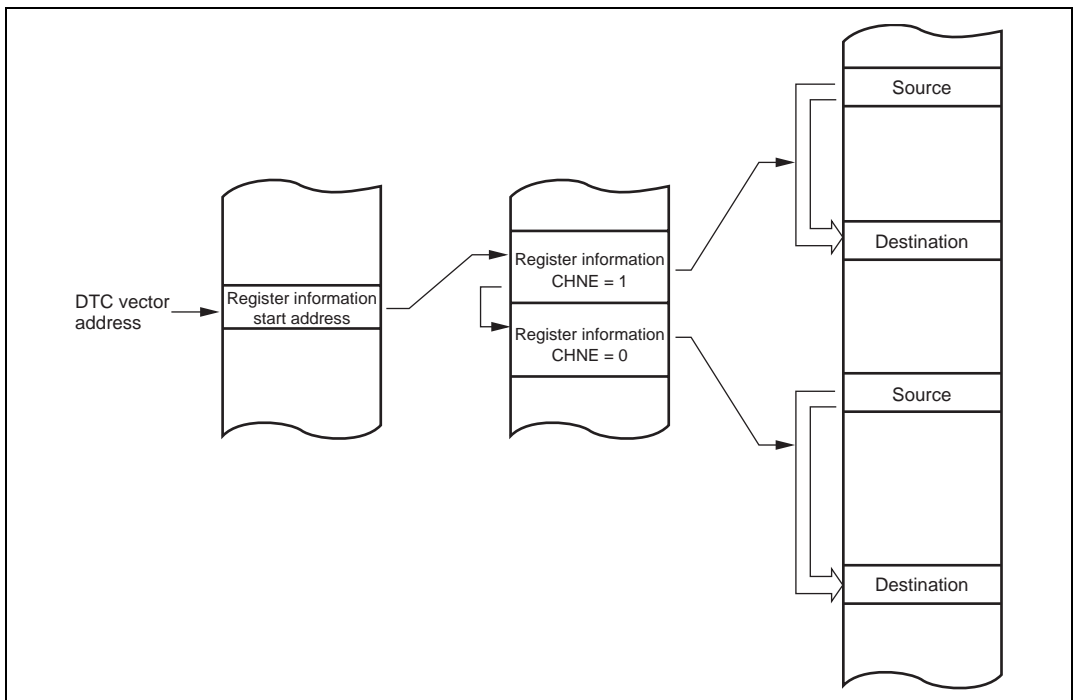 DTC vector
address
Register information
start address
Register information
CHNE = 1
Register information
CHNE = 0
Source
Destination
Source
Destination